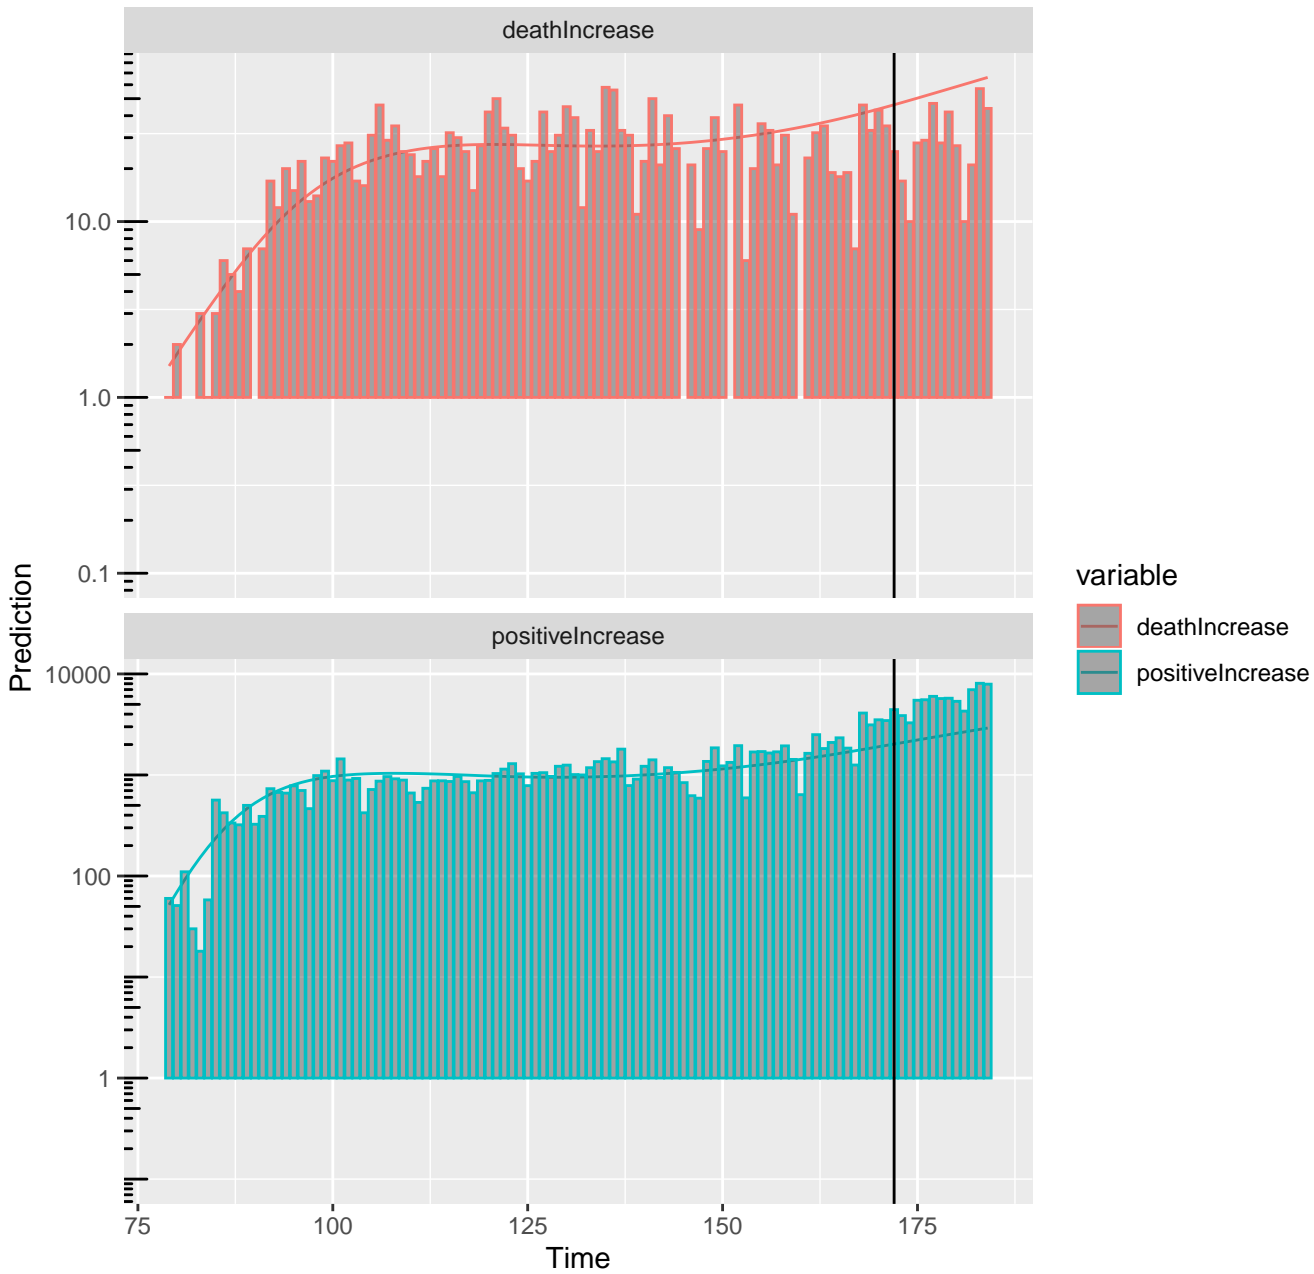 deathIncrease
10.0
1.0
0.1
Prediction
positiveIncrease
10000
100
1
75 100 125 150 175
Time
variable
deathIncrease
positiveIncrease